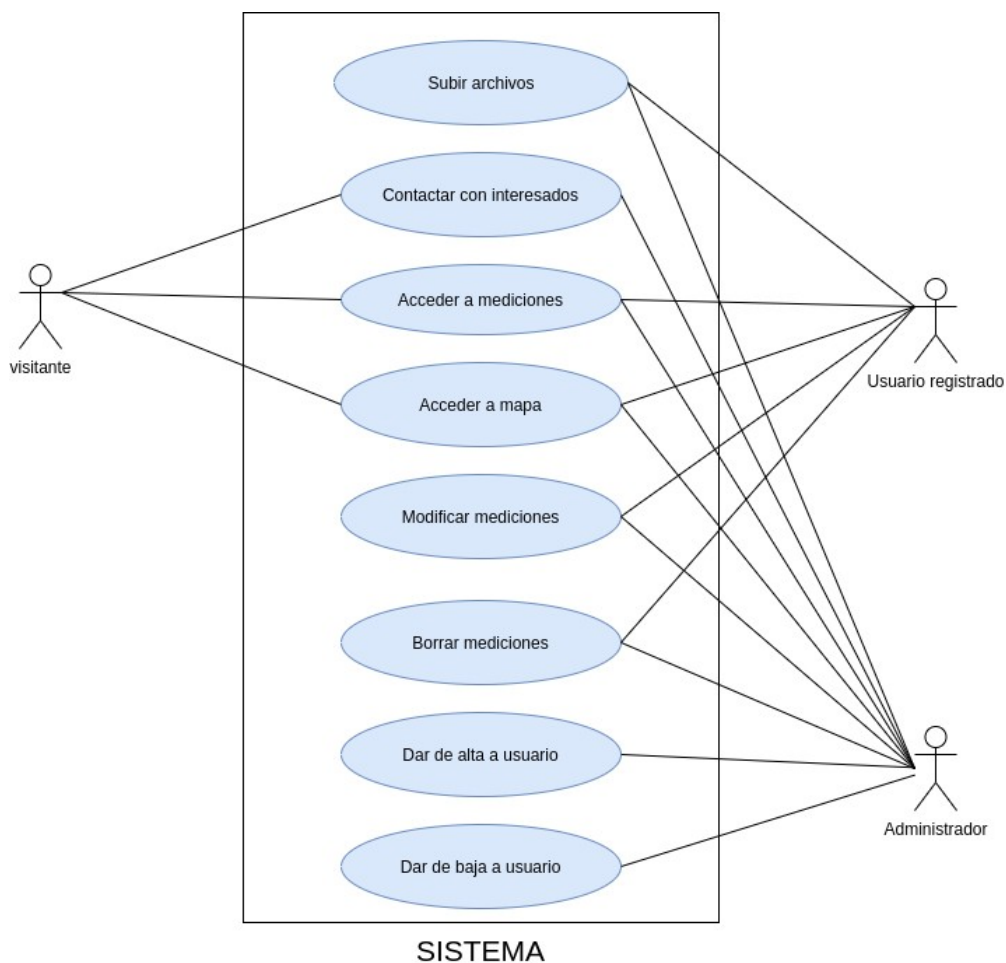 Subir archivos
Contactar con interesados
Acceder a mediciones
visitante
Usuario registrado
Acceder a mapa
Modificar mediciones
Borrar mediciones
Dar de alta a usuario
Administrador
Dar de baja a usuario
SISTEMA